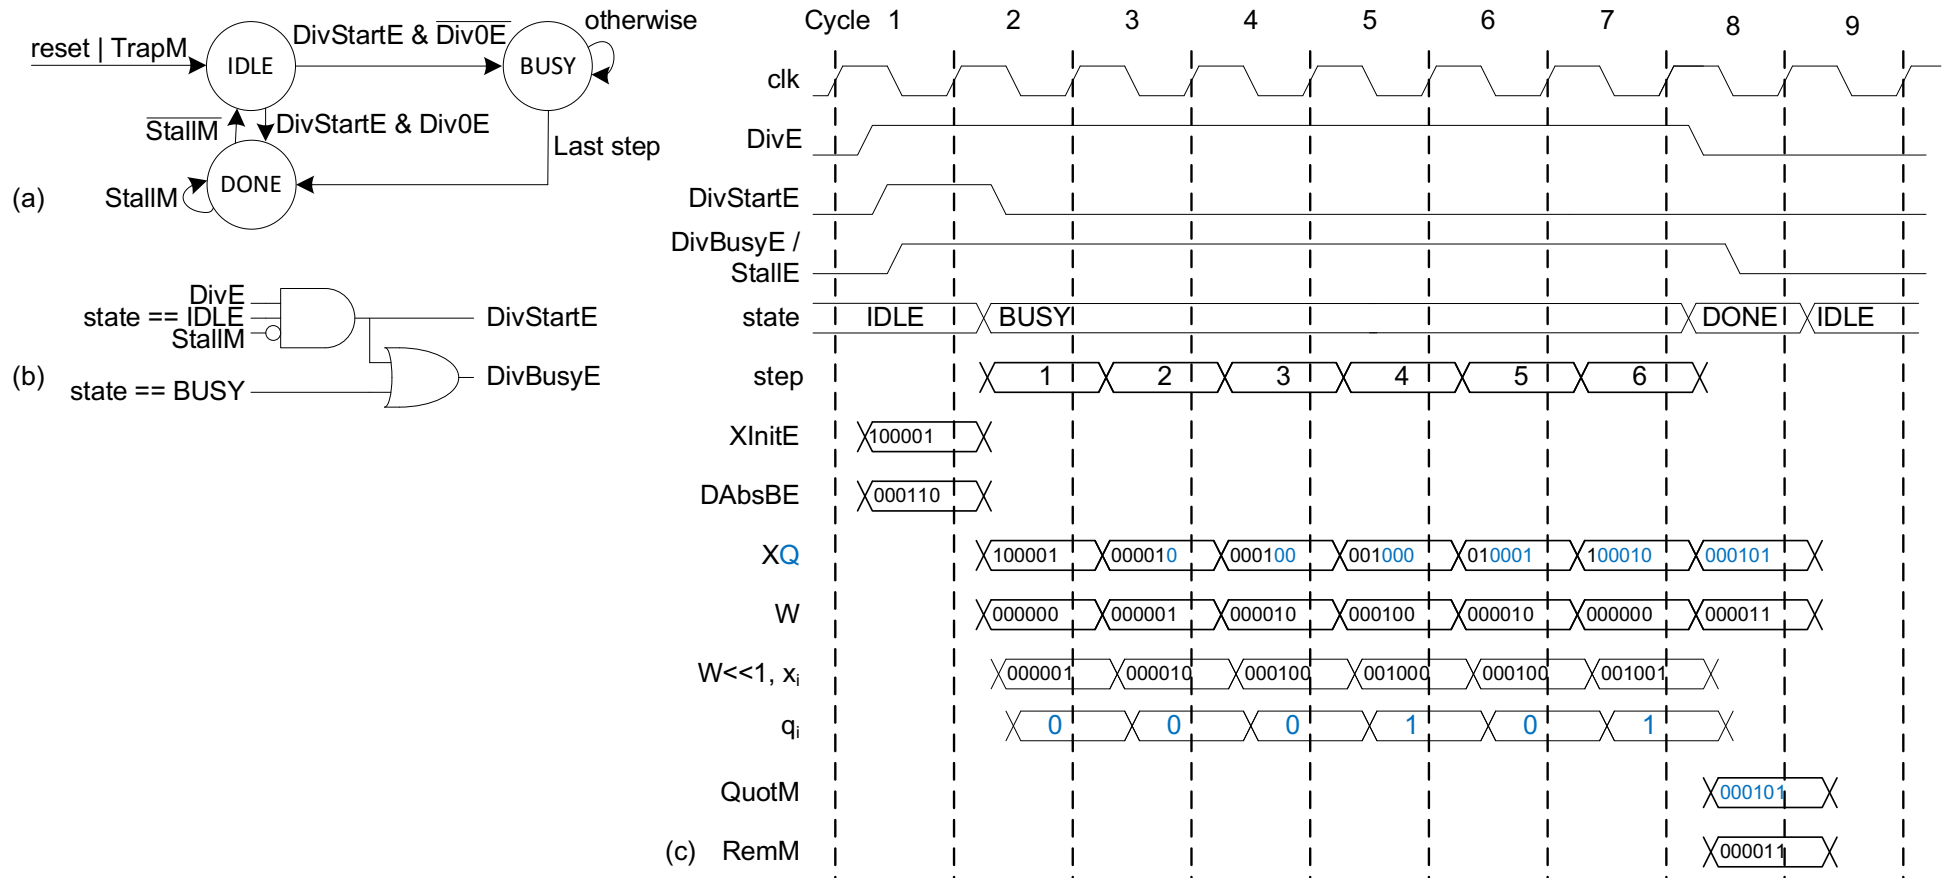 reset | TrapM
IDLE
DivStartE & Div0E
BUSY
otherwise
StallM
DivStartE & Div0E
Last step
DONE
StallM
(a)
DivE
state == IDLE
StallM
DivStartE
(b)
DivBusyE
state == BUSY
Cycle 1 2 3 4 5 6 7 8 9
clk
DivE
DivStartE
DivBusyE /
StallE
state IDLE BUSY DONE IDLE
step 1 2 3 4 5 6
XInitE 100001
DAbsBE 000110
XQ 100001 000010 000100 001000 010001 100010 000101
W 000000 000001 000010 000100 000010 000000 000011
W<<1, xi 000001 000010 000100 001000 000100 001001
qi 0 0 0 1 0 1
QuotM 000101
(c) RemM 000011